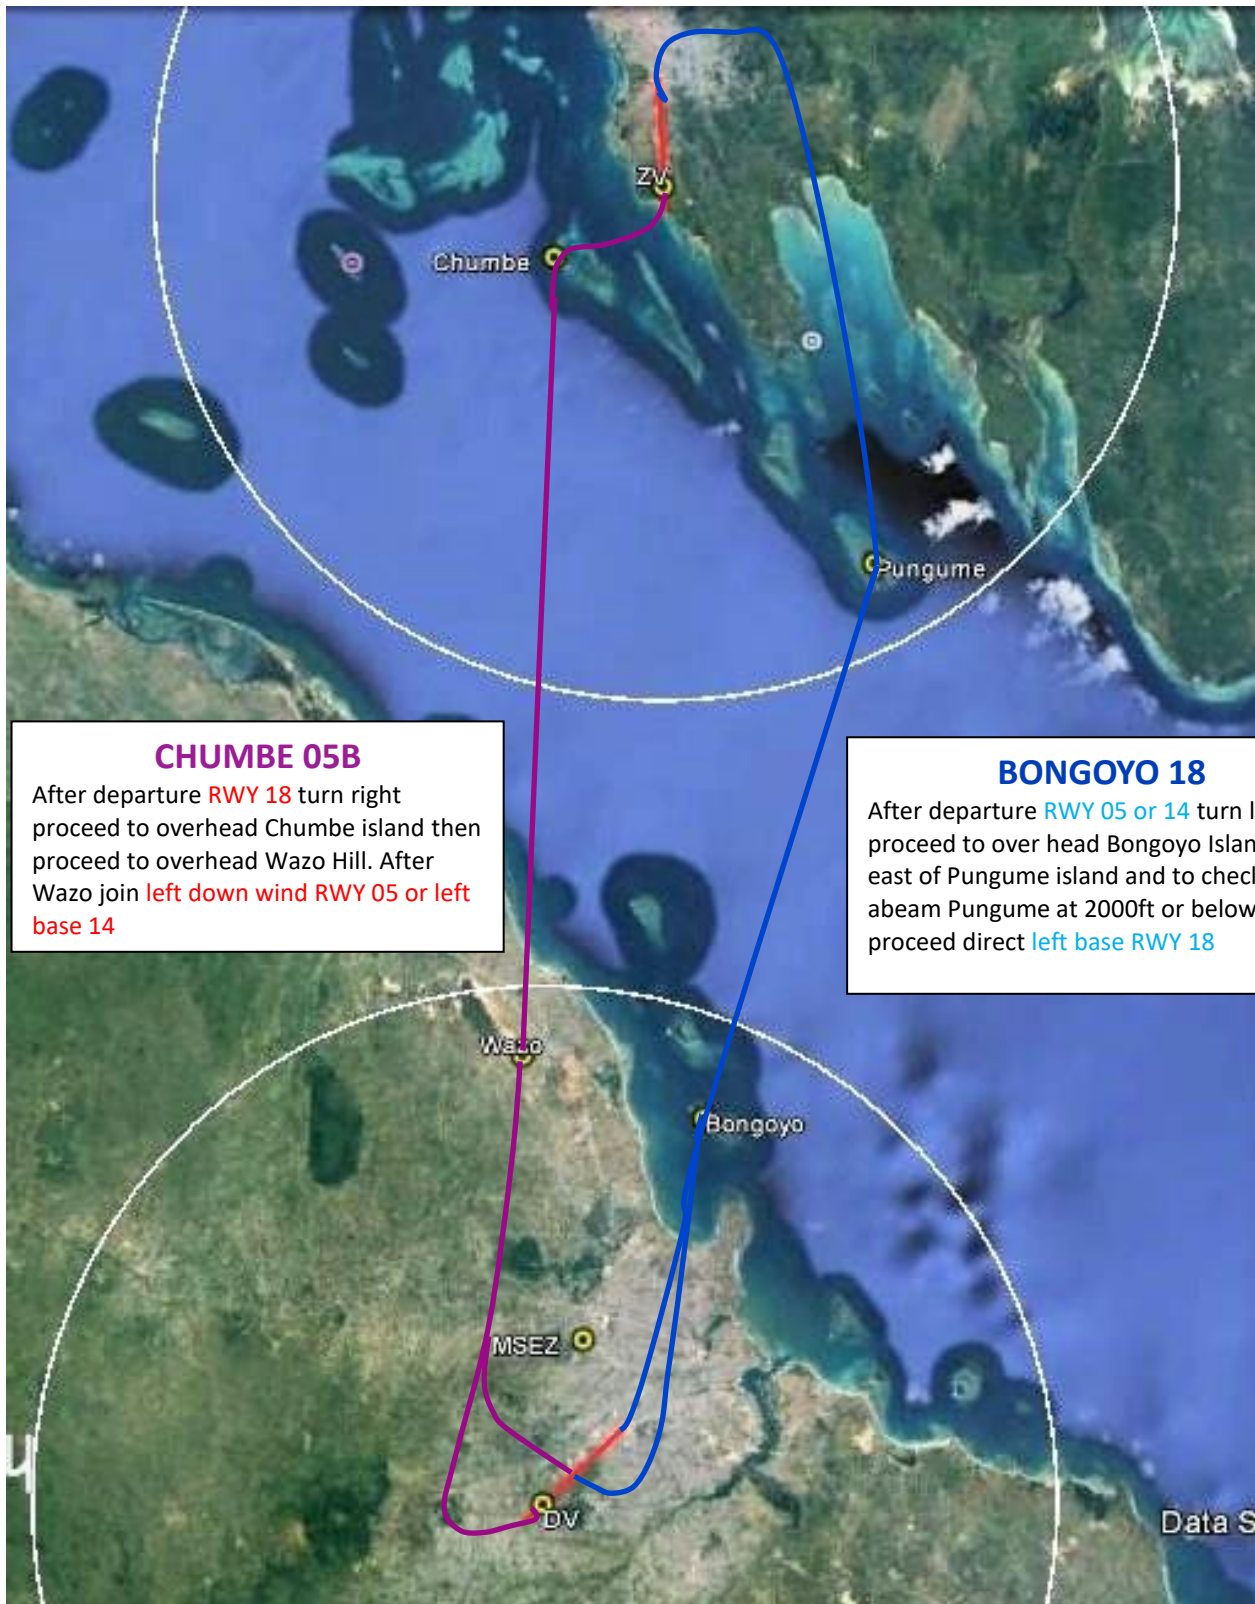 ZV
Chumbe
Pungume
CHUMBE 05B
After departure RWY 18 turn right
proceed to overhead Chumbe island then
proceed to overhead Wazo Hill. After
Wazo join left down wind RWY 05 or left
base 14
BONGOYO 18
After departure RWY 05 or 14 turn
proceed to over head Bongoyo
east of Pungume island and to
abeam Pungume at 2000ft or below
proceed direct left base RWY 18
Wazo
Bongoyo
MSEZ
DV
Data